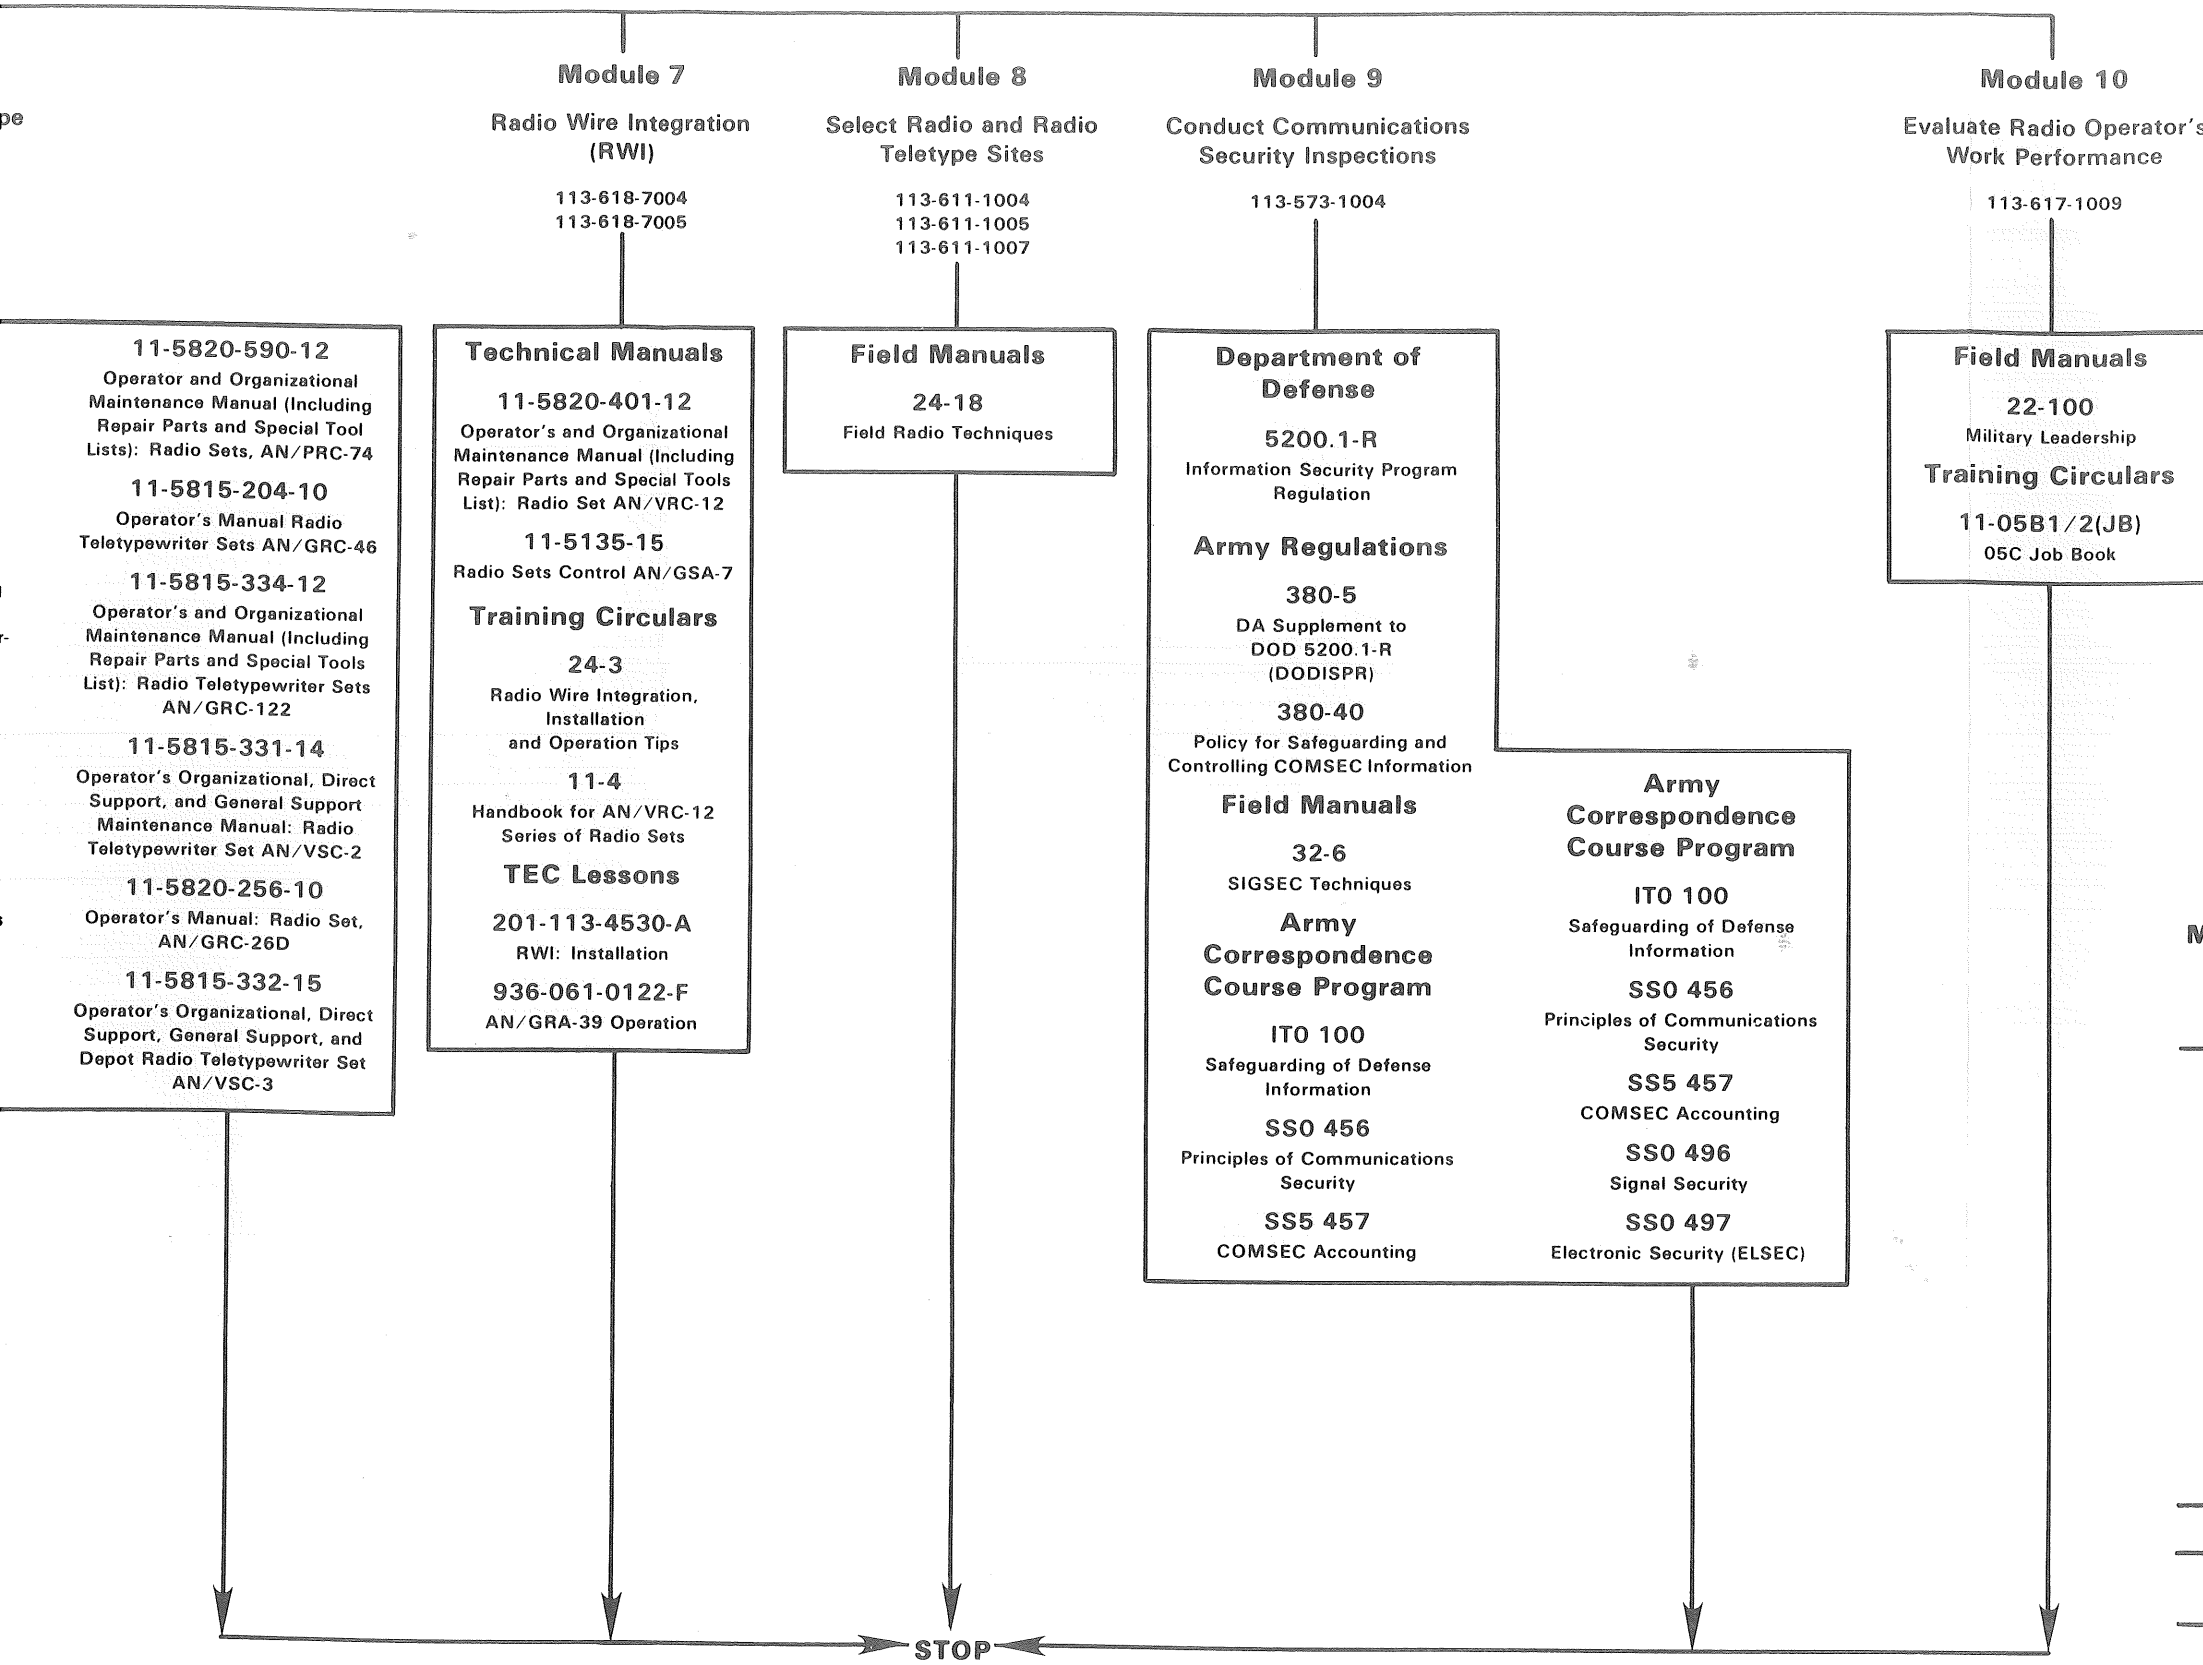 pe
Module 7
Radio Wire Integration
(RWI)
113-618-7004
113-618-7005
Module 8
Select Radio and Radio
Teletype Sites
113-611-1004
113-611-1005
113-611-1007
Module 9
Conduct Communications
Security Inspections
113-573-1004
Module 10
Evaluate Radio Operator's
Work Performance
113-617-1009
11-5820-590-12
Operator and Organizational
Maintenance Manual (Including
Repair Parts and Special Tool
Lists): Radio Sets, AN/PRC-74
11-5815-204-10
Operator's Manual Radio
Teletypewriter Sets AN/GRC-46
11-5815-334-12
Operator's and Organizational
Maintenance Manual (Including
Repair Parts and Special Tools
List): Radio Teletypewriter Sets
AN/GRC-122
11-5815-331-14
Operator's Organizational, Direct
Support, and General Support
Maintenance Manual: Radio
Teletypewriter Set AN/VSC-2
11-5820-256-10
Operator's Manual: Radio Set,
AN/GRC-26D
11-5815-332-15
Operator's Organizational, Direct
Support, General Support, and
Depot Radio Teletypewriter Set
AN/VSC-3
Technical Manuals
11-5820-401-12
Operator's and Organizational
Maintenance Manual (Including
Repair Parts and Special Tools
List): Radio Set AN/VRC-12
11-5135-15
Radio Sets Control AN/GSA-7
Training Circulars
24-3
Radio Wire Integration,
Installation
and Operation Tips
11-4
Handbook for AN/VRC-12
Series of Radio Sets
TEC Lessons
201-113-4530-A
RWI: Installation
936-061-0122-F
AN/GRA-39 Operation
Field Manuals
24-18
Field Radio Techniques
Department of
Defense
5200.1-R
Information Security Program
Regulation
Army Regulations
380-5
DA Supplement to
DOD 5200.1-R
(DODISPR)
380-40
Policy for Safeguarding and
Controlling COMSEC Information
Field Manuals
32-6
SIGSEC Techniques
Army
Correspondence
Course Program
IT0 100
Safeguarding of Defense
Information
SS0 456
Principles of Communications
Security
SS5 457
COMSEC Accounting
Army
Correspondence
Course Program
IT0 100
Safeguarding of Defense
Information
SS0 456
Principles of Communications
Security
SS5 457
COMSEC Accounting
SS0 496
Signal Security
SS0 497
Electronic Security (ELSEC)
Field Manuals
22-100
Military Leadership
Training Circulars
11-05B1/2(JB)
05C Job Book
STOP